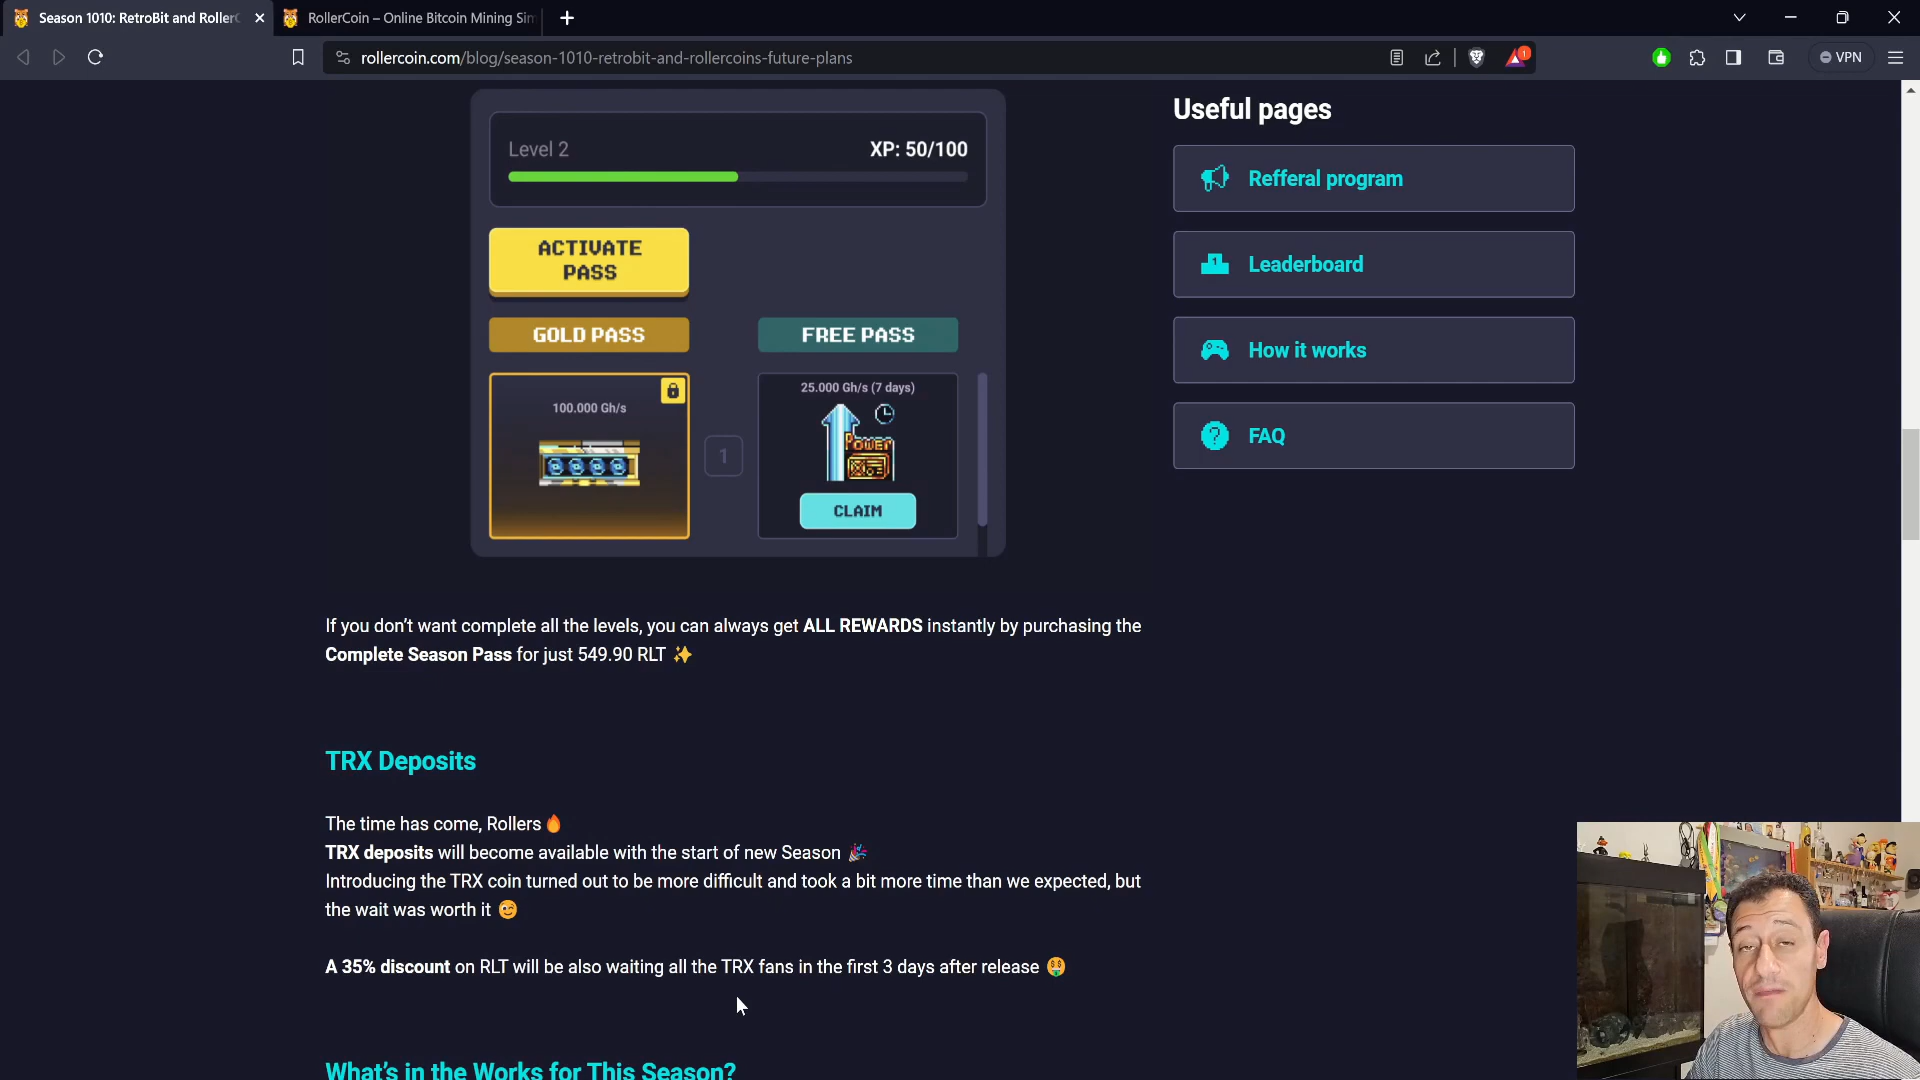 Season 1010: RetroBit and RollerC
RollerCoin – Online Bitcoin Mining Sim
rollercoin.com/blog/season-1010-retrobit-and-rollercoins-future-plans
1
VPN
Level 2
XP: 50/100
ACTIVATE
PASS
GOLD PASS
FREE PASS
100.000 Gh/s
1
25.000 Gh/s (7 days)
POWER
CLAIM
Useful pages
Refferal program
1
Leaderboard
How it works
FAQ
If you don't want complete all the levels, you can always get ALL REWARDS instantly by purchasing the
Complete Season Pass for just 549.90 RLT ✨
TRX Deposits
The time has come, Rollers🔥
TRX deposits will become available with the start of new Season 🎉
Introducing the TRX coin turned out to be more difficult and took a bit more time than we expected, but
the wait was worth it 😉
A 35% discount on RLT will be also waiting all the TRX fans in the first 3 days after release 🤑
What's in the Works for This Season?